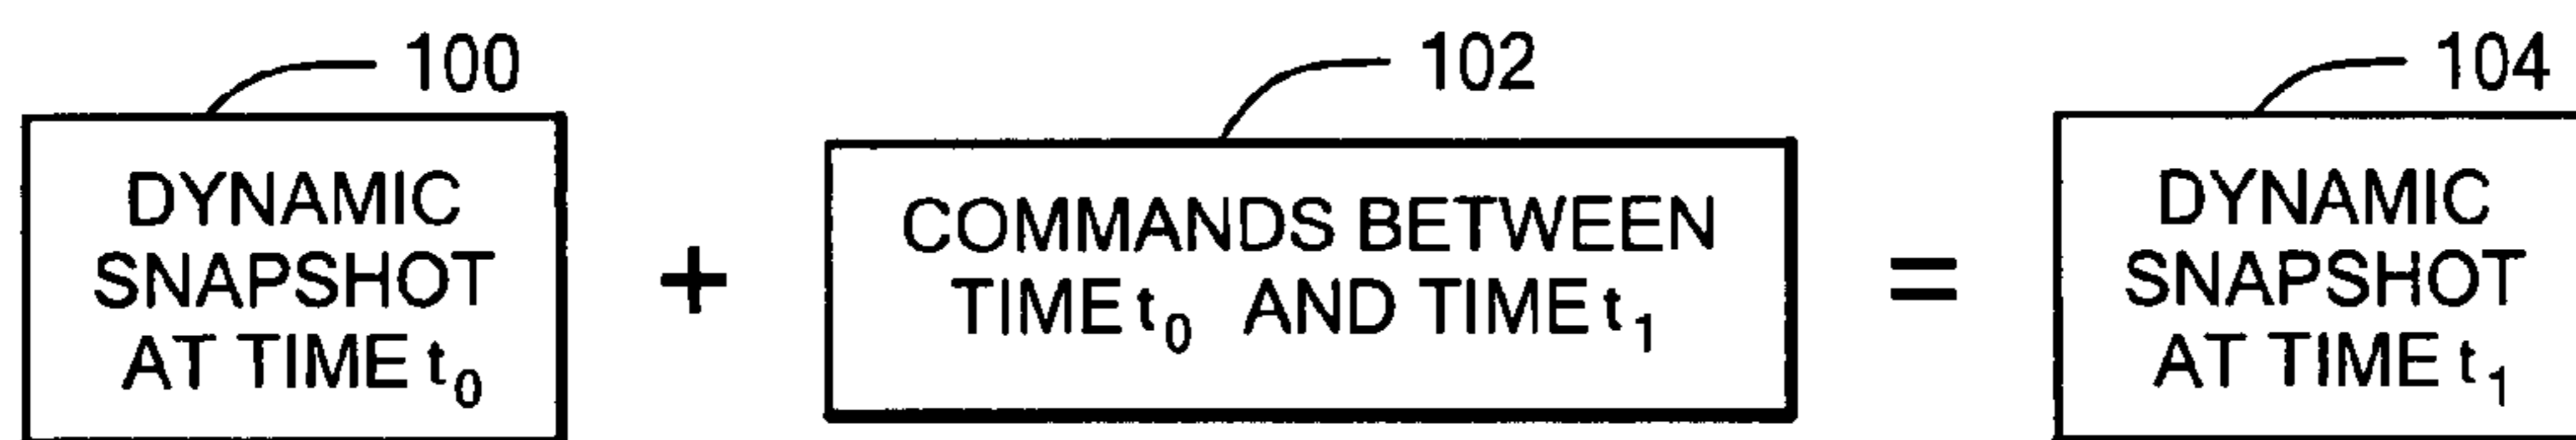 100
DYNAMIC
SNAPSHOT
AT TIME t₀
+
102
COMMANDS BETWEEN
TIME t₀ AND TIME t₁
=
104
DYNAMIC
SNAPSHOT
AT TIME t₁